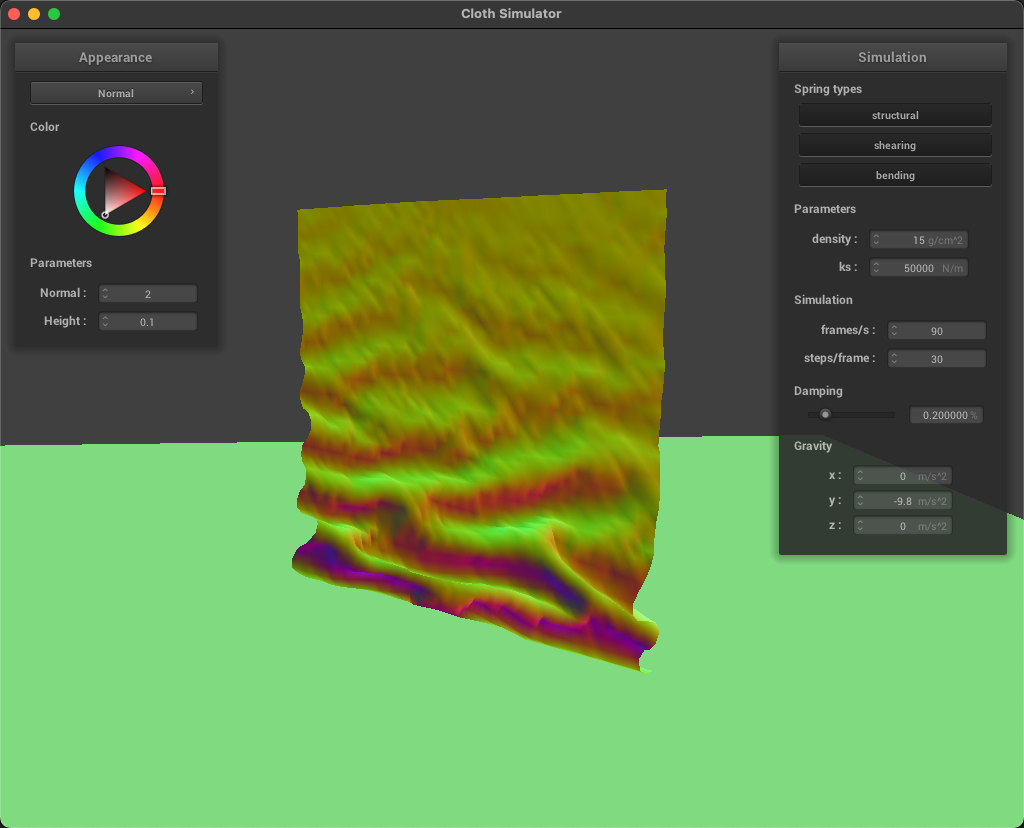 Cloth Simulator
Appearance
Normal
Color
Parameters
Normal : 2
Height : 0.1
Simulation
Spring types
structural
shearing
bending
Parameters
density : 15 g/cm^2
ks : 50000 N/m
Simulation
frames/s : 90
steps/frame : 30
Damping
0.200000 %
Gravity
x : 0 m/s^2
y : -9.8 m/s^2
z : 0 m/s^2